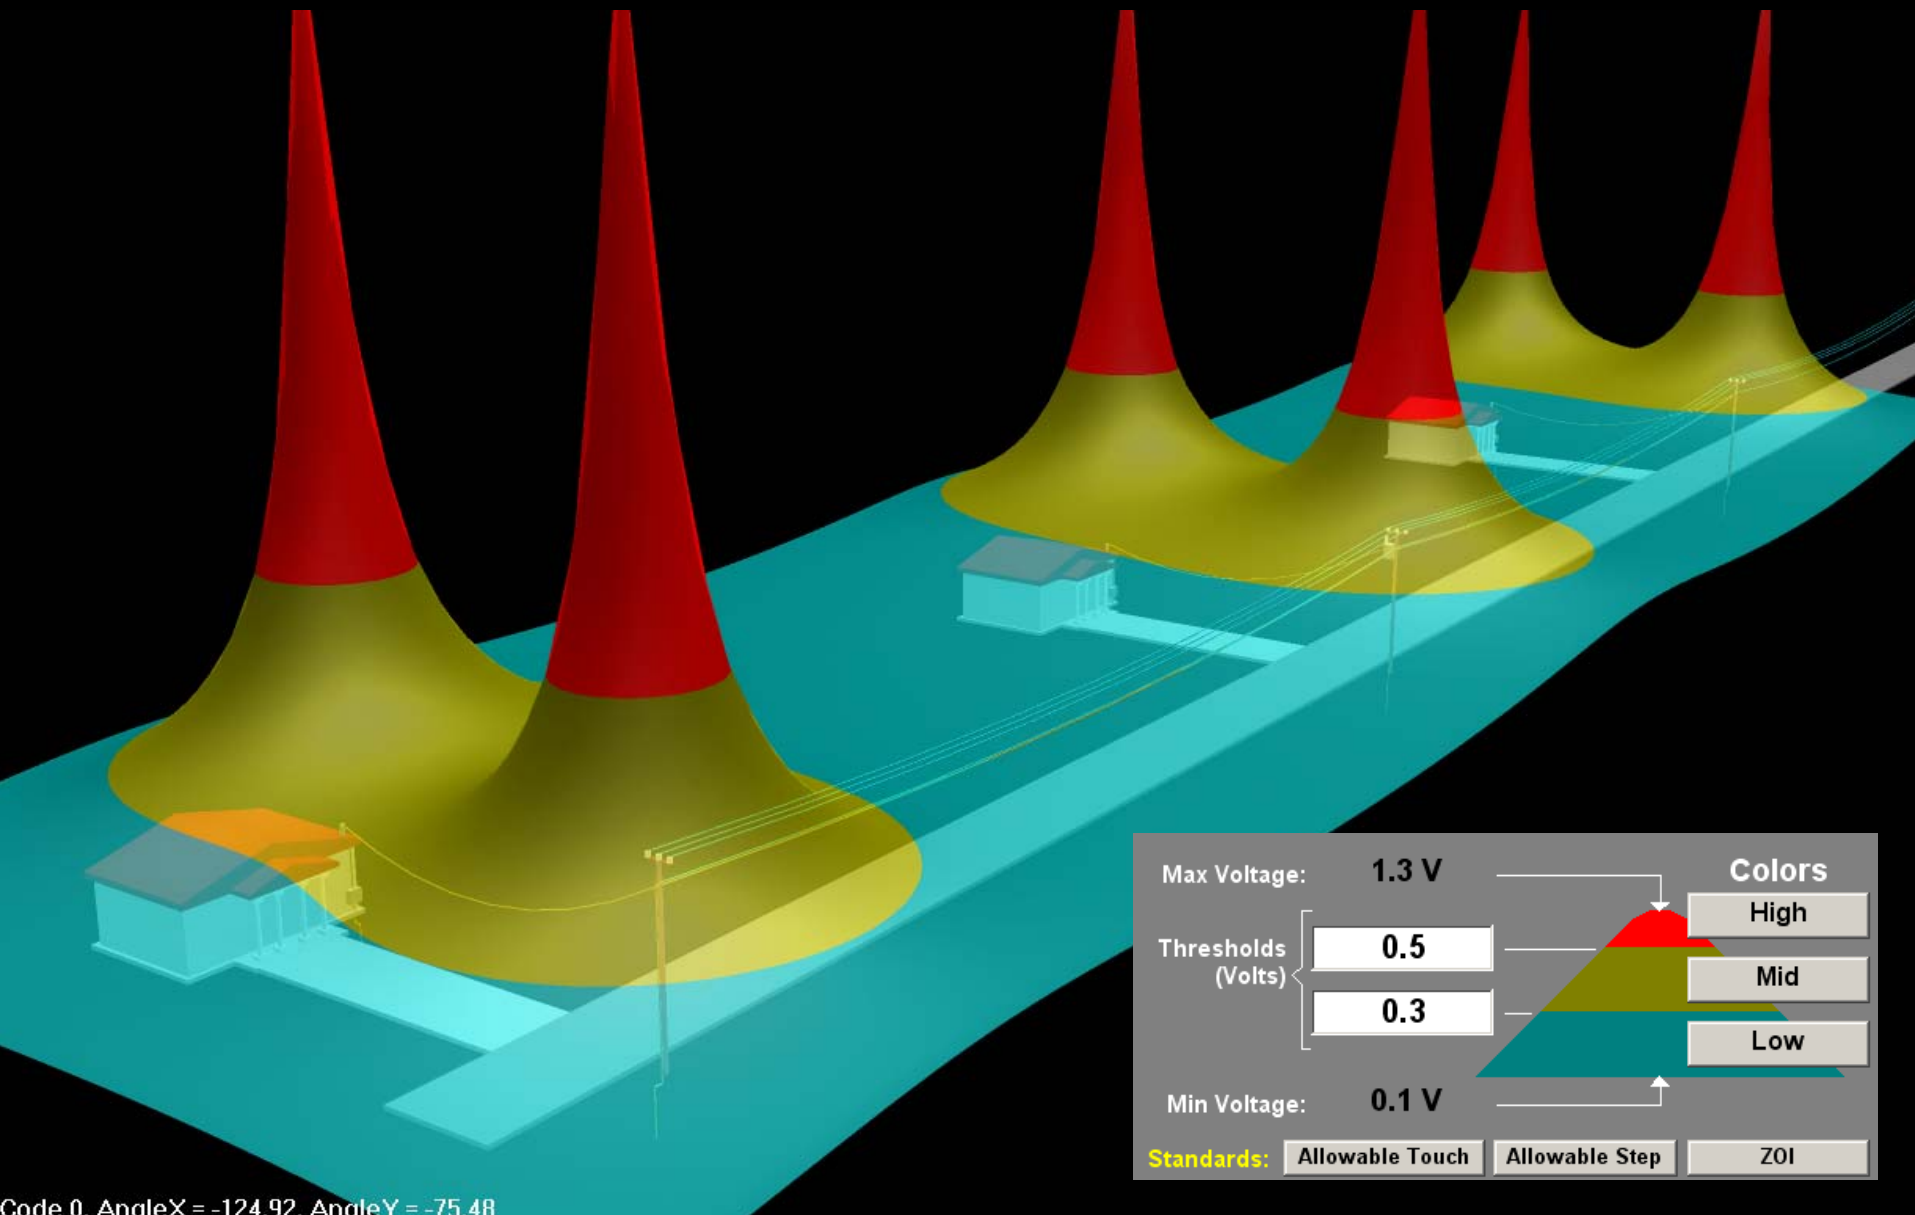 Max Voltage: 1.3 V Colors
High
Thresholds
(Volts)
0.5
Mid
0.3
Low
Min Voltage: 0.1 V
Standards: Allowable Touch Allowable Step ZOI
Code 0, AngleX = -124.92, AngleY = -75.48